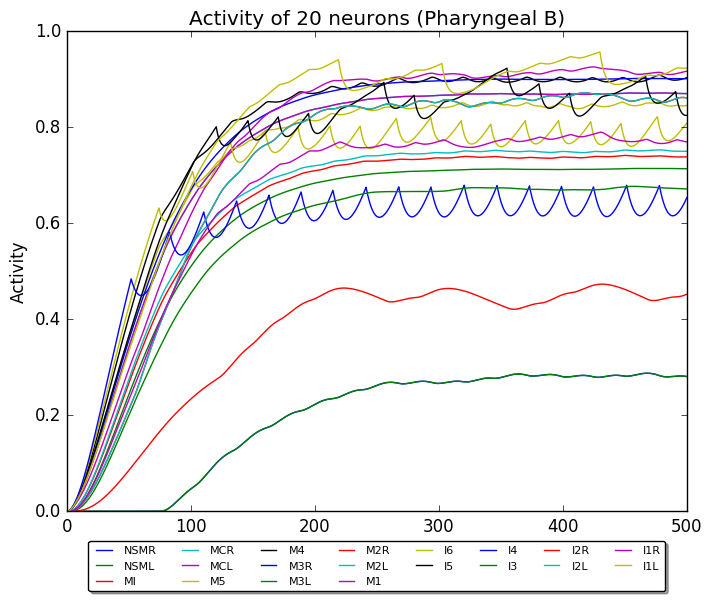 Activity of 20 neurons (Pharyngeal B)
1.0
0.8
0.6
0.4
0.2
0.0
Activity
0 100 200 300 400 500
NSMR MCR M4 M2R I6 I4 I2R I1R
NSML MCL M3R M2L I5 I3 I2L I1L
MI M5 M3L M1